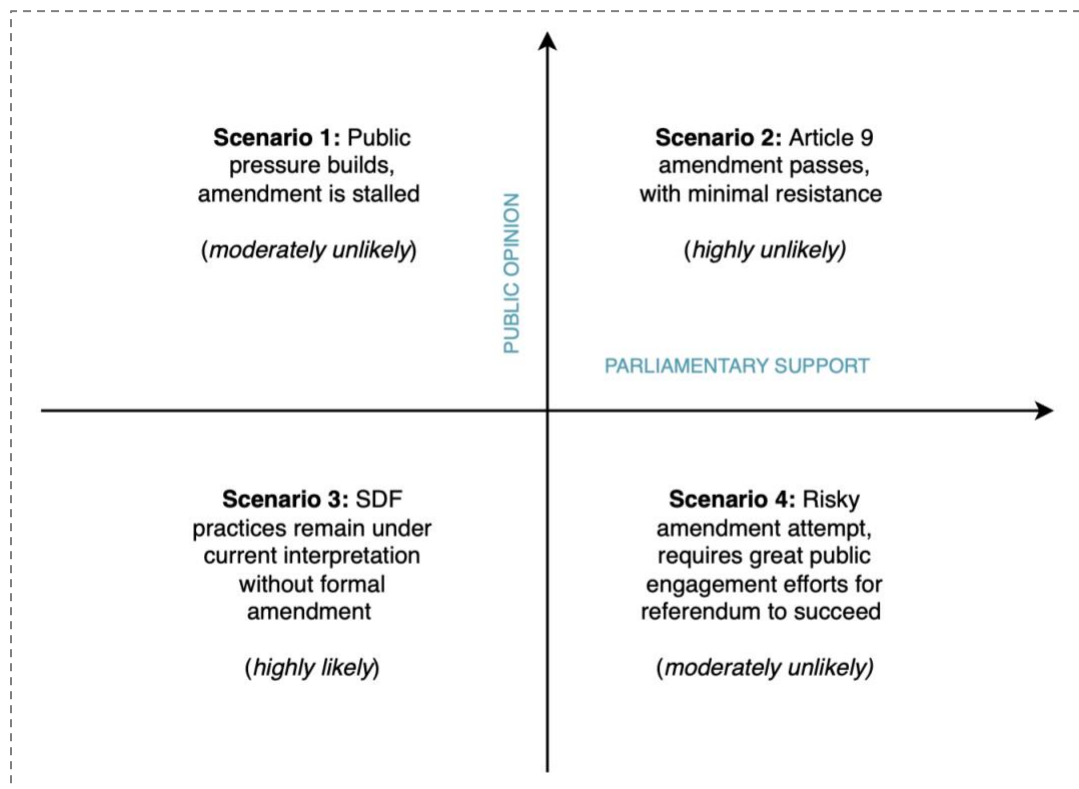 Scenario 1: Public
pressure builds,
amendment is stalled
(moderately unlikely)
Scenario 2: Article 9
amendment passes,
with minimal resistance
(highly unlikely)
PUBLIC OPINION
PARLIAMENTARY SUPPORT
Scenario 3: SDF
practices remain under
current interpretation
without formal
amendment
(highly likely)
Scenario 4: Risky
amendment attempt,
requires great public
engagement efforts for
referendum to succeed
(moderately unlikely)